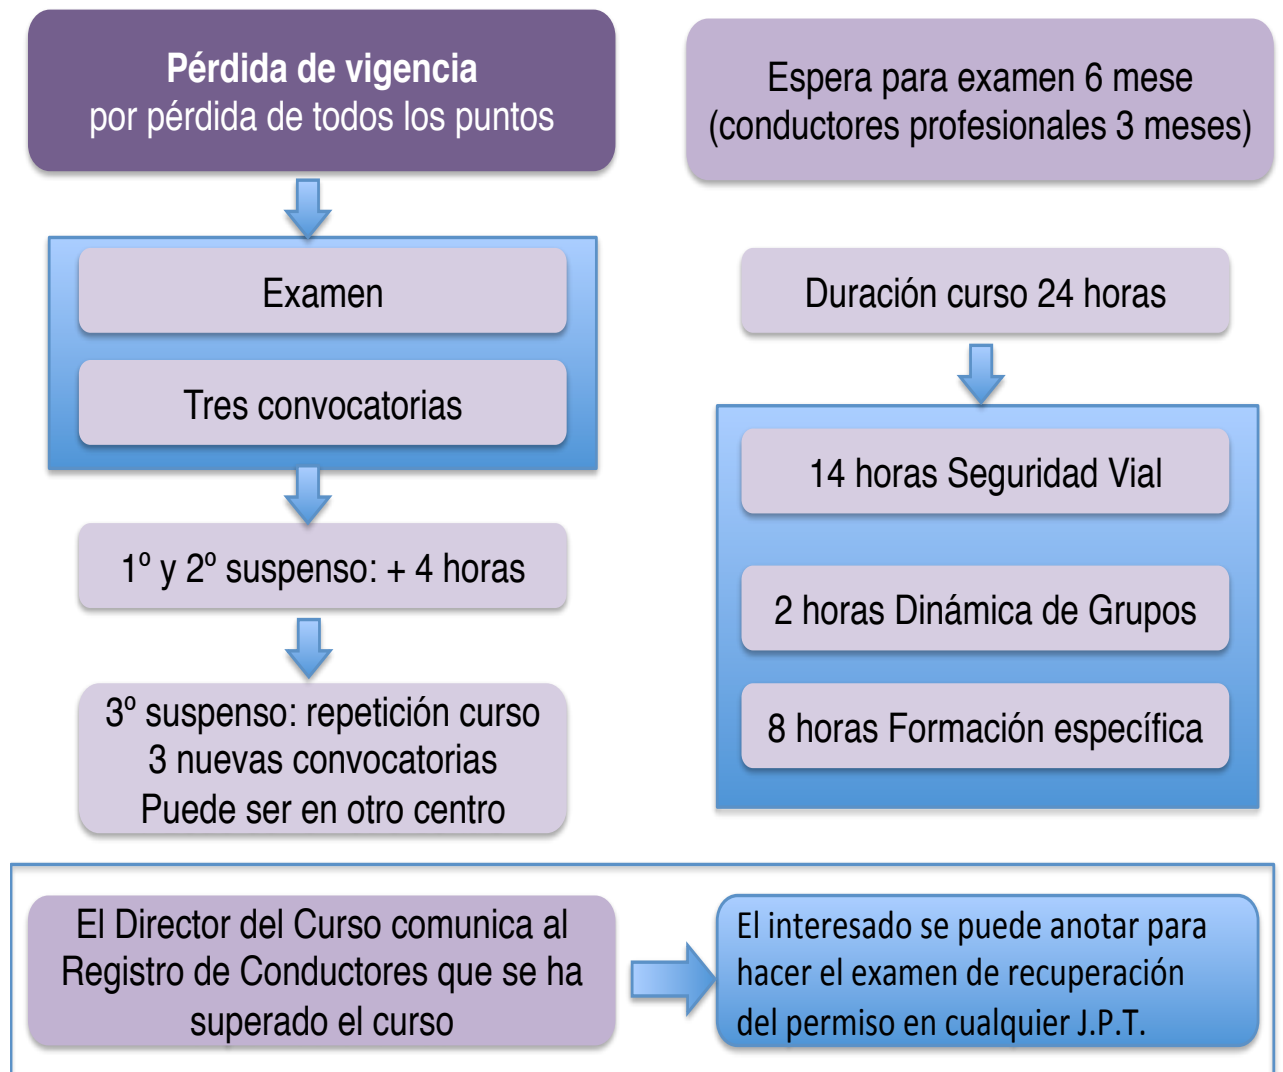 Pérdida de vigencia
por pérdida de todos los puntos
Examen
Tres convocatorias
1º y 2º suspenso: + 4 horas
3º suspenso: repetición curso
3 nuevas convocatorias
Puede ser en otro centro
Espera para examen 6 mese
(conductores profesionales 3 meses)
Duración curso 24 horas
14 horas Seguridad Vial
2 horas Dinámica de Grupos
8 horas Formación específica
El Director del Curso comunica al
Registro de Conductores que se ha
superado el curso
El interesado se puede anotar para
hacer el examen de recuperación
del permiso en cualquier J.P.T.